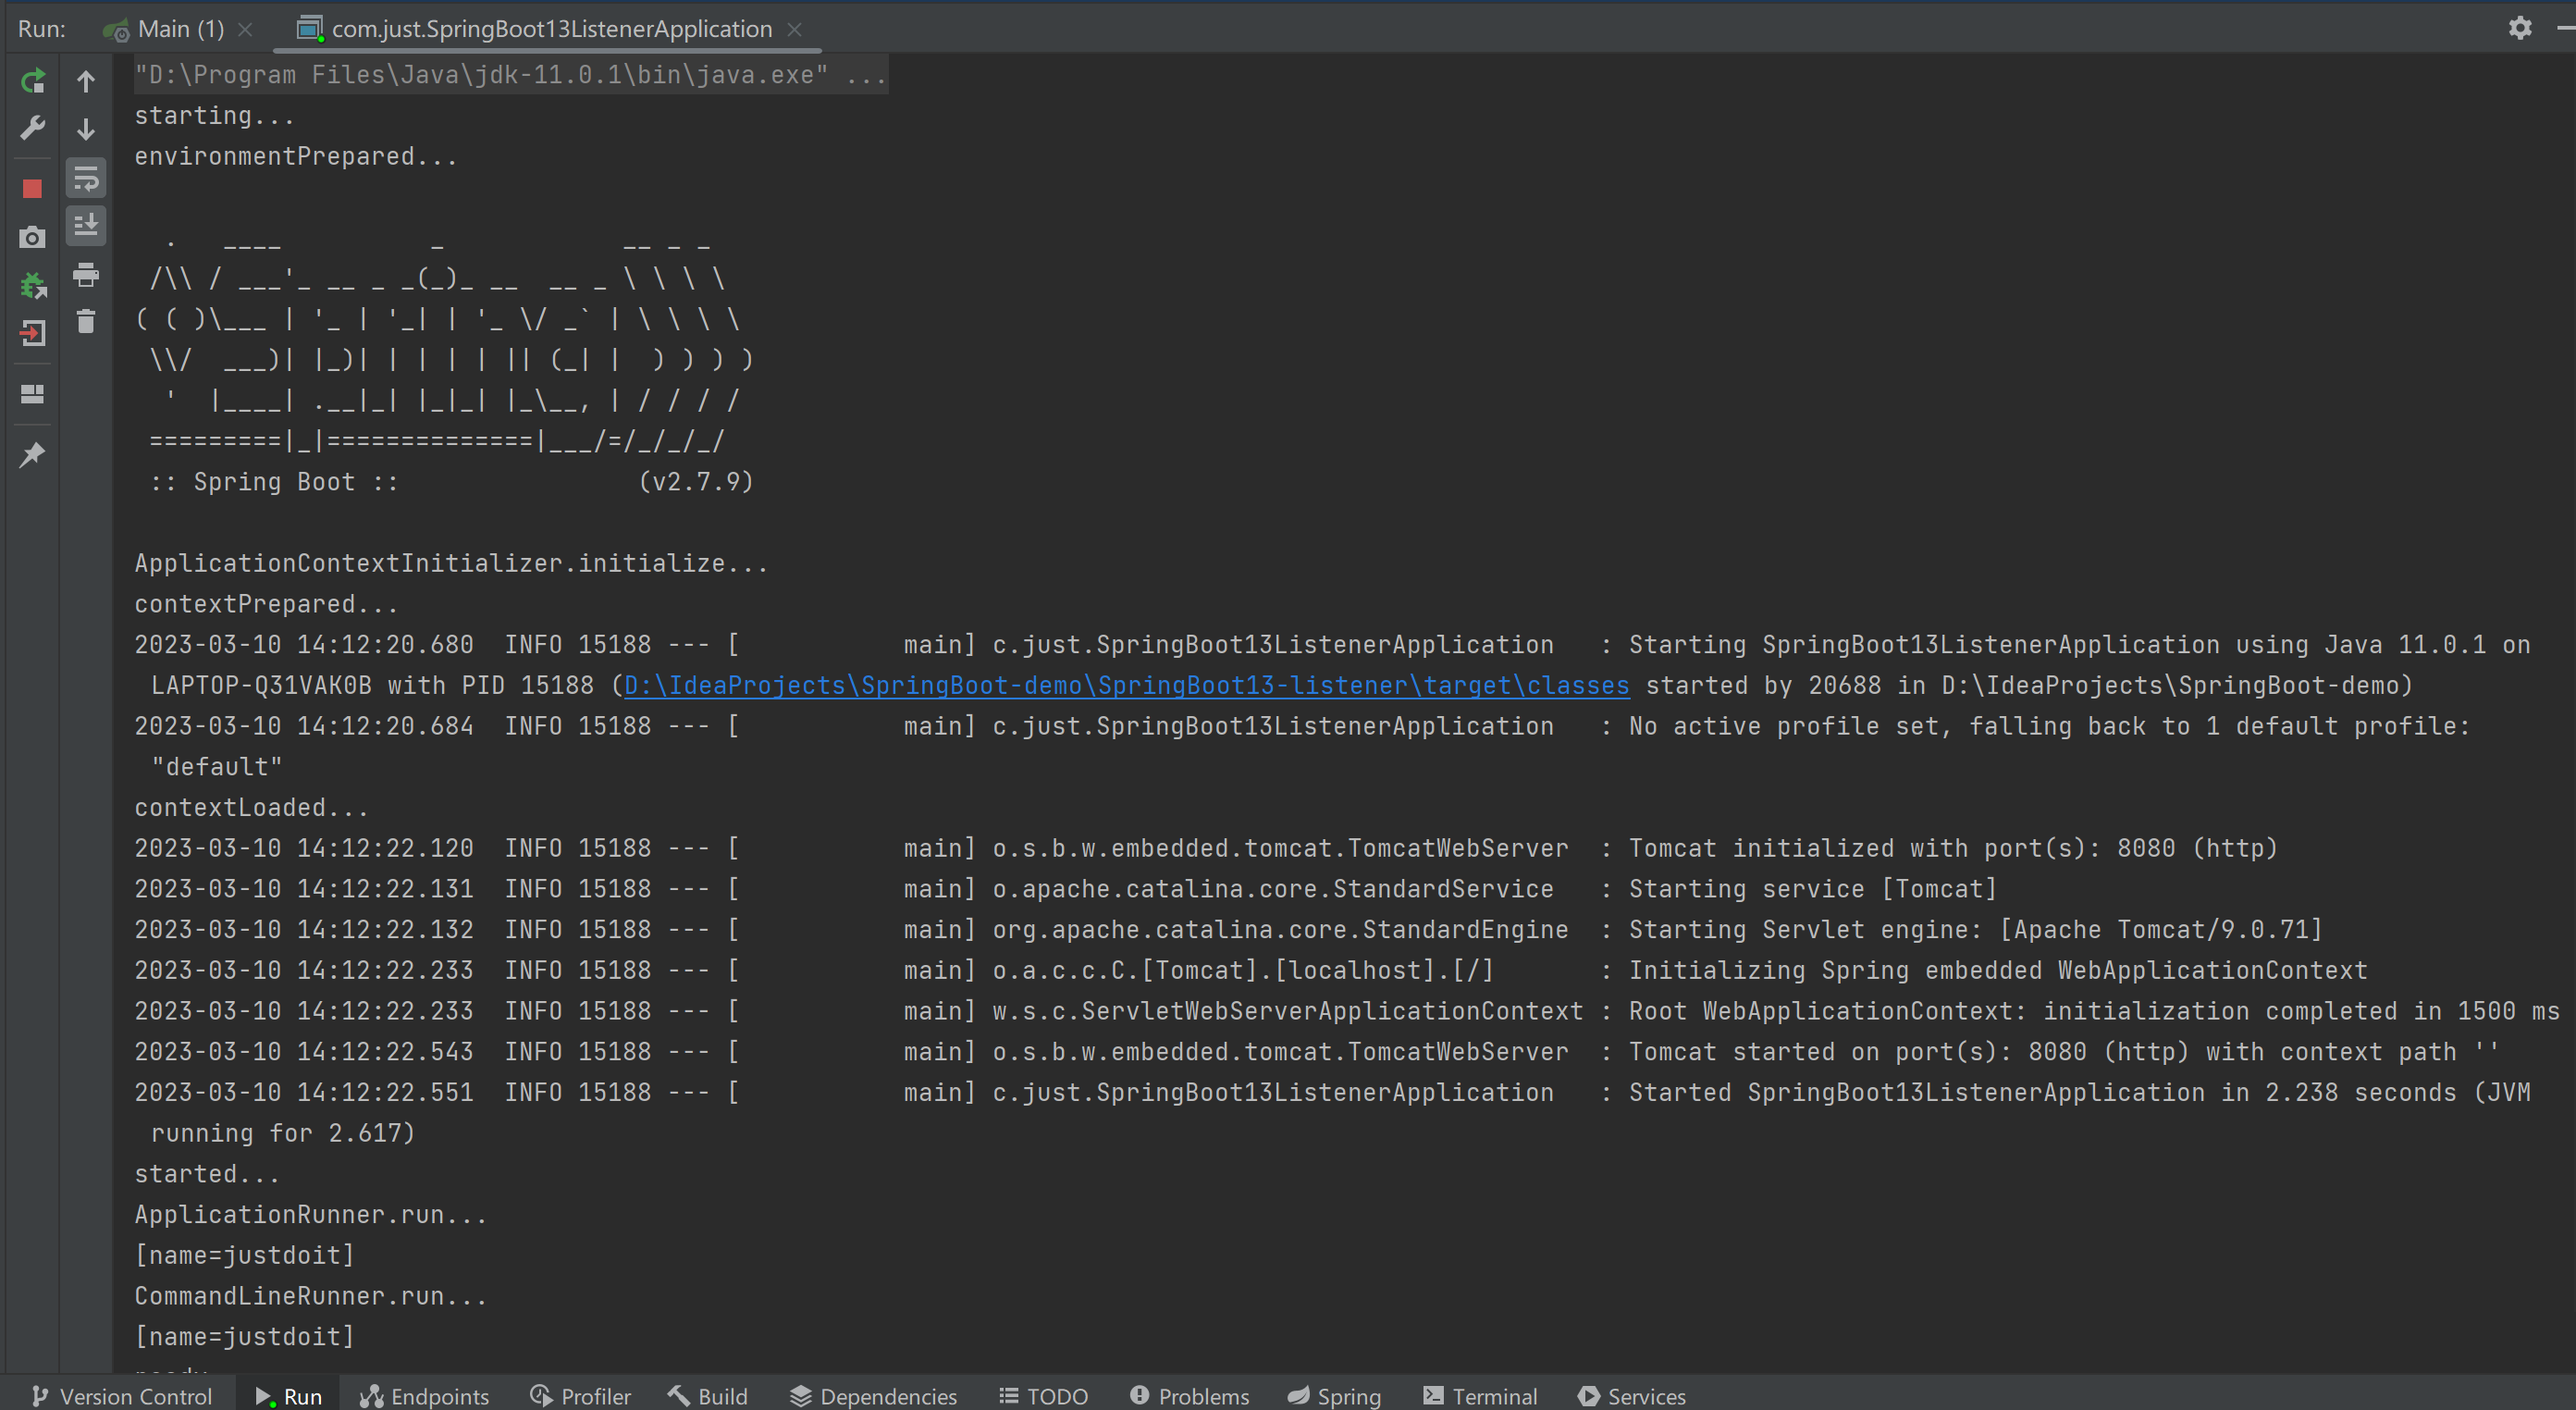 Run: Main (1) com.just.SpringBoot13ListenerApplication
"D:\Program Files\Java\jdk-11.0.1\bin\java.exe" ...
starting...
environmentPrepared...
  .   ____          _            __ _ _
 /\\ / ___'_ __ _ _(_)_ __  __ _ \ \ \ \
( ( )\___ | '_ | '_| | '_ \/ _` | \ \ \ \
 \\/  ___)| |_)| | | | | || (_| |  ) ) ) )
  '  |____| .__|_| |_|_| |_\__, | / / / /
 =========|_|==============|___/=/_/_/_/
 :: Spring Boot ::                (v2.7.9)
ApplicationContextInitializer.initialize...
contextPrepared...
2023-03-10 14:12:20.680  INFO 15188 --- [           main] c.just.SpringBoot13ListenerApplication   : Starting SpringBoot13ListenerApplication using Java 11.0.1 on
LAPTOP-Q31VAK0B with PID 15188 (D:\IdeaProjects\SpringBoot-demo\SpringBoot13-listener\target\classes started by 20688 in D:\IdeaProjects\SpringBoot-demo)
2023-03-10 14:12:20.684  INFO 15188 --- [           main] c.just.SpringBoot13ListenerApplication   : No active profile set, falling back to 1 default profile:
"default"
contextLoaded...
2023-03-10 14:12:22.120  INFO 15188 --- [           main] o.s.b.w.embedded.tomcat.TomcatWebServer  : Tomcat initialized with port(s): 8080 (http)
2023-03-10 14:12:22.131  INFO 15188 --- [           main] o.apache.catalina.core.StandardService   : Starting service [Tomcat]
2023-03-10 14:12:22.132  INFO 15188 --- [           main] org.apache.catalina.core.StandardEngine  : Starting Servlet engine: [Apache Tomcat/9.0.71]
2023-03-10 14:12:22.233  INFO 15188 --- [           main] o.a.c.c.C.[Tomcat].[localhost].[/]       : Initializing Spring embedded WebApplicationContext
2023-03-10 14:12:22.233  INFO 15188 --- [           main] w.s.c.ServletWebServerApplicationContext : Root WebApplicationContext: initialization completed in 1500 ms
2023-03-10 14:12:22.543  INFO 15188 --- [           main] o.s.b.w.embedded.tomcat.TomcatWebServer  : Tomcat started on port(s): 8080 (http) with context path ''
2023-03-10 14:12:22.551  INFO 15188 --- [           main] c.just.SpringBoot13ListenerApplication   : Started SpringBoot13ListenerApplication in 2.238 seconds (JVM
running for 2.617)
started...
ApplicationRunner.run...
[name=justdoit]
CommandLineRunner.run...
[name=justdoit]
Version Control Run Endpoints Profiler Build Dependencies TODO Problems Spring Terminal Services